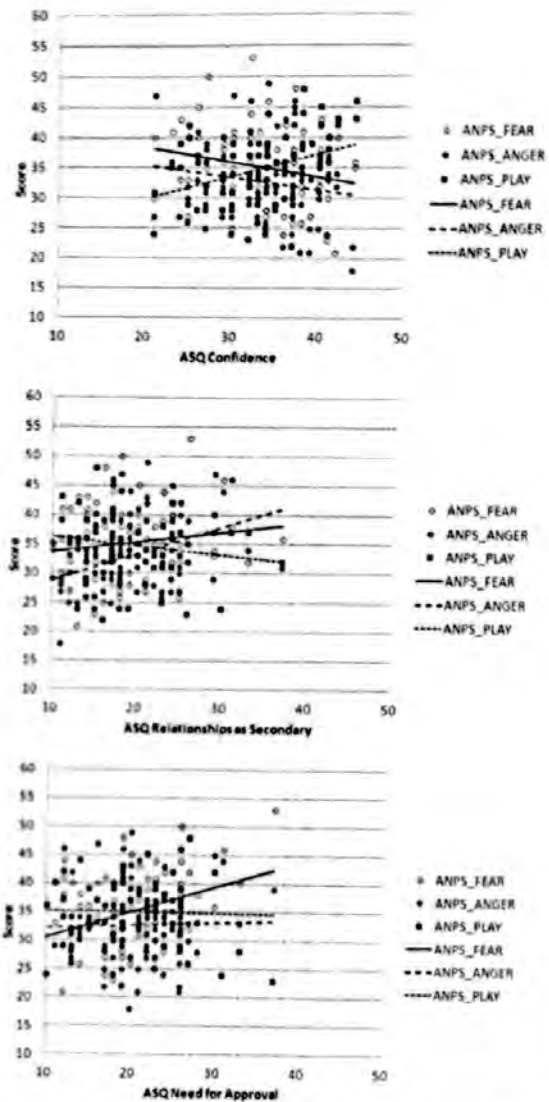 60
55
50
45
40
35
30
25
20
15
10
Score
10 20 30 40 50
ASQ Confidence
ANPS_FEAR
ANPS_ANGER
ANPS_PLAY
ANPS_FEAR
ANPS_ANGER
ANPS_PLAY
60
55
50
45
40
35
30
25
20
15
10
Score
10 20 30 40 50
ASQ Relationships as Secondary
ANPS_FEAR
ANPS_ANGER
ANPS_PLAY
ANPS_FEAR
ANPS_ANGER
ANPS_PLAY
60
55
50
45
40
35
30
25
20
15
10
Score
10 20 30 40 50
ASQ Need for Approval
ANPS_FEAR
ANPS_ANGER
ANPS_PLAY
ANPS_FEAR
ANPS_ANGER
ANPS_PLAY